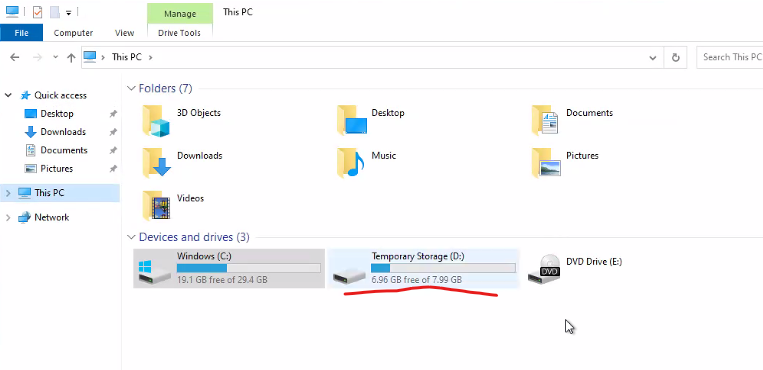 Manage
This PC
File
Computer
View
Drive Tools
This PC
Search This PC
Quick access
Desktop
Downloads
Documents
Pictures
This PC
Network
Folders (7)
3D Objects
Desktop
Documents
Downloads
Music
Pictures
Videos
Devices and drives (3)
Windows (C:)
19.1 GB free of 29.4 GB
Temporary Storage (D:)
6.96 GB free of 7.99 GB
DVD Drive (E:)
DVD